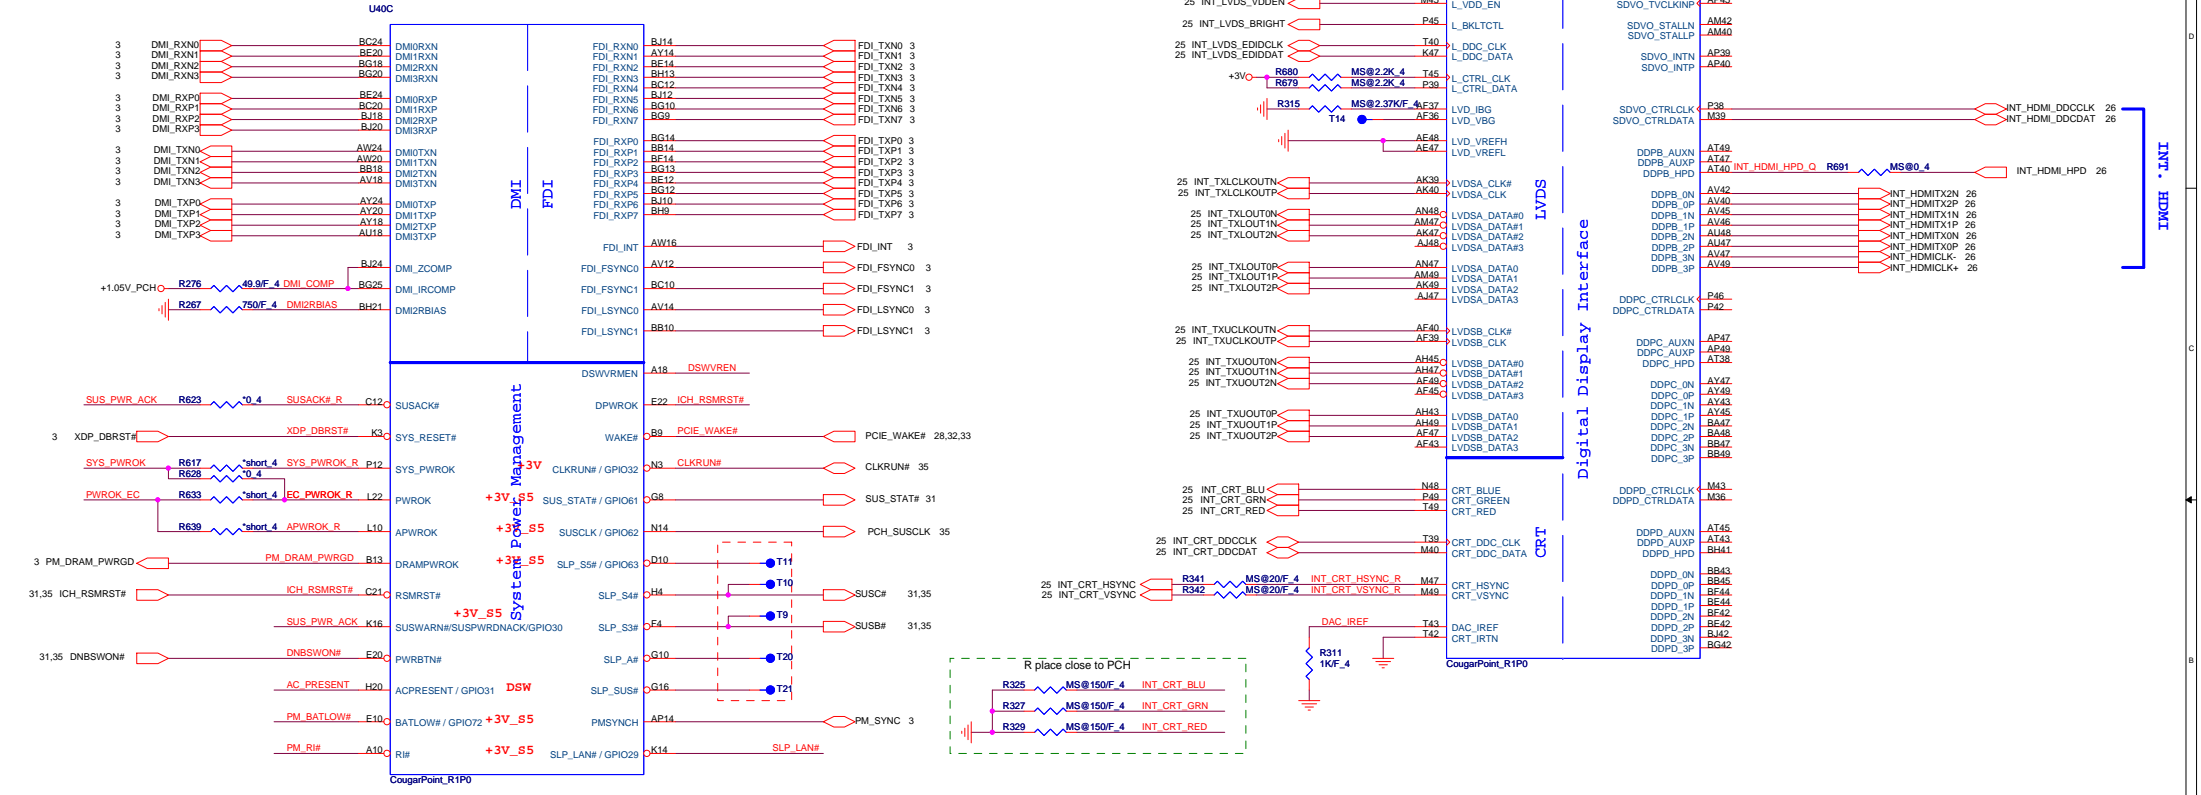 U40C
3 DMI_RXN0 BC24 DMI0RXN
3 DMI_RXN1 BE20 DMI1RXN
3 DMI_RXN2 BG18 DMI2RXN
3 DMI_RXN3 BG20 DMI3RXN
3 DMI_RXP0 BE24 DMI0RXP
3 DMI_RXP1 BC20 DMI1RXP
3 DMI_RXP2 BJ18 DMI2RXP
3 DMI_RXP3 BJ20 DMI3RXP
3 DMI_TXN0 AW24 DMI0TXN
3 DMI_TXN1 AW20 DMI1TXN
3 DMI_TXN2 BB18 DMI2TXN
3 DMI_TXN3 AV18 DMI3TXN
3 DMI_TXP0 AY24 DMI0TXP
3 DMI_TXP1 AY20 DMI1TXP
3 DMI_TXP2 AY18 DMI2TXP
3 DMI_TXP3 AU18 DMI3TXP
BJ24 DMI_ZCOMP
+1.05V_PCH R276 49.9/F_4 DMI_COMP BG25 DMI_IRCOMP
R267 750/F_4 DMI2RBIAS BH21 DMI2RBIAS
DMI
FDI
FDI_RXN0 BJ14 FDI_TXN0 3
FDI_RXN1 AY14 FDI_TXN1 3
FDI_RXN2 BE14 FDI_TXN2 3
FDI_RXN3 BH13 FDI_TXN3 3
FDI_RXN4 BC12 FDI_TXN4 3
FDI_RXN5 BJ12 FDI_TXN5 3
FDI_RXN6 BG10 FDI_TXN6 3
FDI_RXN7 BG9 FDI_TXN7 3
FDI_RXP0 BG14 FDI_TXP0 3
FDI_RXP1 BB14 FDI_TXP1 3
FDI_RXP2 BF14 FDI_TXP2 3
FDI_RXP3 BG13 FDI_TXP3 3
FDI_RXP4 BE12 FDI_TXP4 3
FDI_RXP5 BG12 FDI_TXP5 3
FDI_RXP6 BJ10 FDI_TXP6 3
FDI_RXP7 BH9 FDI_TXP7 3
FDI_INT AW16 FDI_INT 3
FDI_FSYNC0 AV12 FDI_FSYNC0 3
FDI_FSYNC1 BC10 FDI_FSYNC1 3
FDI_LSYNC0 AV14 FDI_LSYNC0 3
FDI_LSYNC1 BB10 FDI_LSYNC1 3
System Power Management
SUS_PWR_ACK R623 *0_4 SUSACK#_R C12 SUSACK#
3 XDP_DBRST# XDP_DBRST# K3 SYS_RESET#
SYS_PWROK R617 *short_4 SYS_PWROK_R P12 SYS_PWROK
R628 *0_4
PWROK_EC R633 *short_4 EC_PWROK_R L22 PWROK
R639 *short_4 APWROK_R L10 APWROK
3 PM_DRAM_PWRGD PM_DRAM_PWRGD B13 DRAMPWROK
31,35 ICH_RSMRST# ICH_RSMRST# C21 RSMRST#
+3V_S5
SUS_PWR_ACK K16 SUSWARN#/SUSPWRDNACK/GPIO30
31,35 DNBSWON# DNBSWON# E20 PWRBTN#
AC_PRESENT H20 ACPRESENT / GPIO31 DSW
PM_BATLOW# E10 BATLOW# / GPIO72 +3V_S5
PM_RI# A10 RI# +3V_S5
DSWVRMEN A18 DSWVREN
DPWROK E22 ICH_RSMRST#
WAKE# B9 PCIE_WAKE# PCIE_WAKE# 28,32,33
+3V CLKRUN# / GPIO32 N3 CLKRUN# CLKRUN# 35
+3V_S5 SUS_STAT# / GPIO61 G8 SUS_STAT# 31
+3V_S5 SUSCLK / GPIO62 N14 PCH_SUSCLK 35
+3V_S5 SLP_S5# / GPIO63 D10 T11
T10
SLP_S4# H4 SUSC# 31,35
T9
SLP_S3# F4 SUSB# 31,35
SLP_A# G10 T20
SLP_SUS# G16 T21
PMSYNCH AP14 PM_SYNC 3
SLP_LAN# / GPIO29 K14 SLP_LAN#
CougarPoint_R1P0
25 INT_LVDS_VDDEN M45 L_VDD_EN
25 INT_LVDS_BRIGHT P45 L_BKLTCTL
25 INT_LVDS_EDIDCLK T40 L_DDC_CLK
25 INT_LVDS_EDIDDAT K47 L_DDC_DATA
+3V R680 MS@2.2K_4 T45 L_CTRL_CLK
R679 MS@2.2K_4 P39 L_CTRL_DATA
R315 MS@2.37K/F_4 AF37 LVD_IBG
T14 AF36 LVD_VBG
AE48 LVD_VREFH
AE47 LVD_VREFL
25 INT_TXLCLKOUTN AK39 LVDSA_CLK#
25 INT_TXLCLKOUTP AK40 LVDSA_CLK
25 INT_TXLOUT0N AN48 LVDSA_DATA#0
25 INT_TXLOUT1N AM47 LVDSA_DATA#1
25 INT_TXLOUT2N AK47 LVDSA_DATA#2
AJ48 LVDSA_DATA#3
25 INT_TXLOUT0P AN47 LVDSA_DATA0
25 INT_TXLOUT1P AM49 LVDSA_DATA1
25 INT_TXLOUT2P AK49 LVDSA_DATA2
AJ47 LVDSA_DATA3
25 INT_TXUCLKOUTN AF40 LVDSB_CLK#
25 INT_TXUCLKOUTP AF39 LVDSB_CLK
25 INT_TXUOUT0N AH45 LVDSB_DATA#0
25 INT_TXUOUT1N AH47 LVDSB_DATA#1
25 INT_TXUOUT2N AF49 LVDSB_DATA#2
AF45 LVDSB_DATA#3
25 INT_TXUOUT0P AH43 LVDSB_DATA0
25 INT_TXUOUT1P AH49 LVDSB_DATA1
25 INT_TXUOUT2P AF47 LVDSB_DATA2
AF43 LVDSB_DATA3
25 INT_CRT_BLU N48 CRT_BLUE
25 INT_CRT_GRN P49 CRT_GREEN
25 INT_CRT_RED T49 CRT_RED
25 INT_CRT_DDCCLK T39 CRT_DDC_CLK
25 INT_CRT_DDCDAT M40 CRT_DDC_DATA
25 INT_CRT_HSYNC R341 MS@20/F_4 INT_CRT_HSYNC_R M47 CRT_HSYNC
25 INT_CRT_VSYNC R342 MS@20/F_4 INT_CRT_VSYNC_R M49 CRT_VSYNC
DAC_IREF T43 DAC_IREF
T42 CRT_IRTN
R311
1K/F_4
LVDS
Digital Display Interface
CRT
CougarPoint_R1P0
R place close to PCH
R325 MS@150/F_4 INT_CRT_BLU
R327 MS@150/F_4 INT_CRT_GRN
R329 MS@150/F_4 INT_CRT_RED
SDVO_TVCLKINP AP43
SDVO_STALLN AM42
SDVO_STALLP AM40
SDVO_INTN AP39
SDVO_INTP AP40
SDVO_CTRLCLK P38 INT_HDMI_DDCCLK 26
SDVO_CTRLDATA M39 INT_HDMI_DDCDAT 26
DDPB_AUXN AT49
DDPB_AUXP AT47
DDPB_HPD AT40 INT_HDMI_HPD_Q R691 MS@0_4 INT_HDMI_HPD 26
DDPB_0N AV42 INT_HDMITX2N 26
DDPB_0P AV40 INT_HDMITX2P 26
DDPB_1N AV45 INT_HDMITX1N 26
DDPB_1P AV46 INT_HDMITX1P 26
DDPB_2N AU48 INT_HDMITX0N 26
DDPB_2P AU47 INT_HDMITX0P 26
DDPB_3N AV47 INT_HDMICLK- 26
DDPB_3P AV49 INT_HDMICLK+ 26
INT. HDMI
DDPC_CTRLCLK P46
DDPC_CTRLDATA P42
DDPC_AUXN AP47
DDPC_AUXP AP49
DDPC_HPD AT38
DDPC_0N AY47
DDPC_0P AY49
DDPC_1N AY43
DDPC_1P AY45
DDPC_2N BA47
DDPC_2P BA48
DDPC_3N BB47
DDPC_3P BB49
DDPD_CTRLCLK M43
DDPD_CTRLDATA M36
DDPD_AUXN AT45
DDPD_AUXP AT43
DDPD_HPD BH41
DDPD_0N BB43
DDPD_0P BB45
DDPD_1N BF44
DDPD_1P BE44
DDPD_2N BF42
DDPD_2P BE42
DDPD_3N BJ42
DDPD_3P BG42
D
C
B